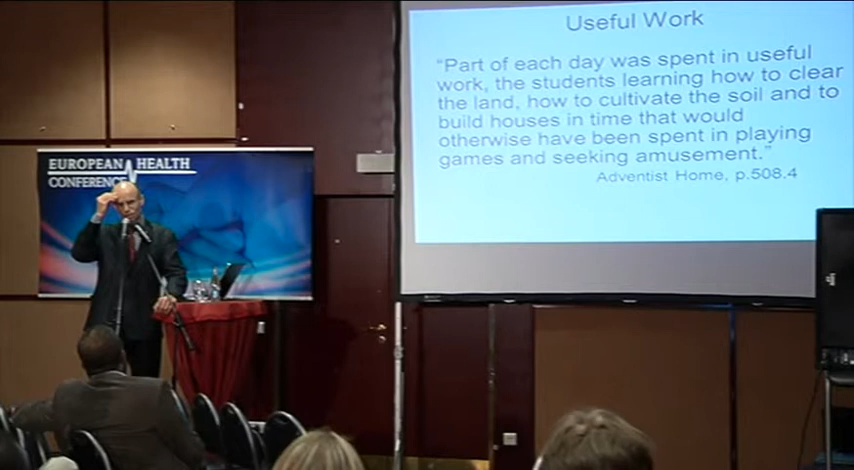 EUROPEAN HEALTH
CONFERENCE
Useful Work
“Part of each day was spent in useful
work, the students learning how to clear
the land, how to cultivate the soil and to
build houses in time that would
otherwise have been spent in playing
games and in seeking amusement.”
Adventist Home, p.508.4